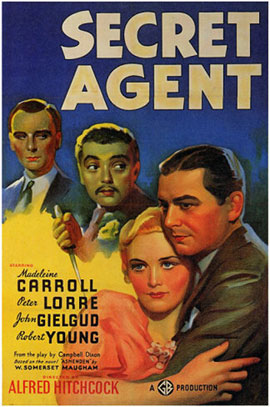 SECRET
AGENT
STARRING
Madeleine
CARROLL
Peter LORRE
John GIELGUD
Robert YOUNG
From the play by Campbell Dixon
Based on the novel "ASHENDEN" by
W. SOMERSET MAUGHAM
DIRECTED BY
ALFRED HITCHCOCK
A GB PRODUCTION